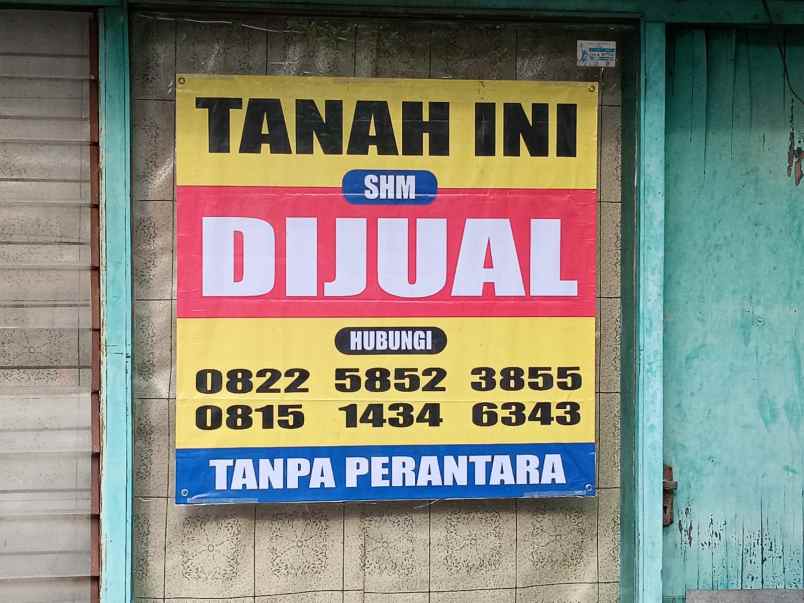 TANAH INI
SHM
DIJUAL
HUBUNGI
0822 5852 3855
0815 1434 6343
TANPA PERANTARA